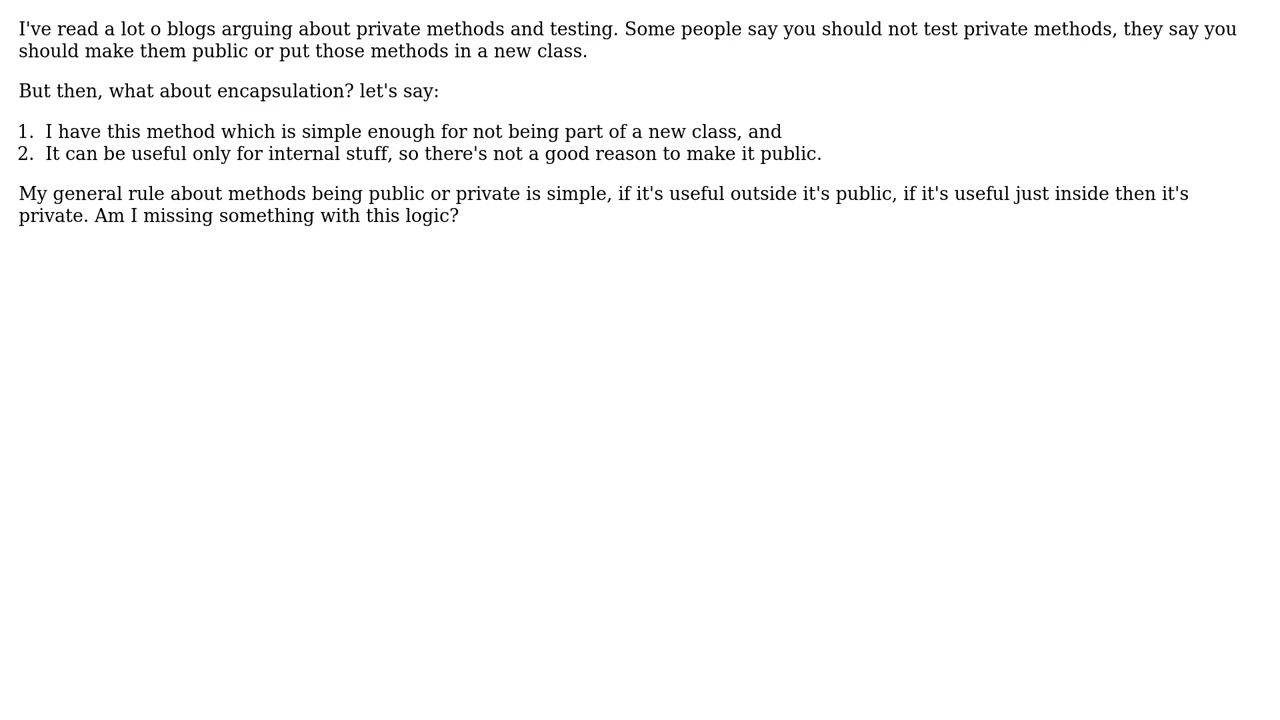 I've read a lot o blogs arguing about private methods and testing. Some people say you should not test private methods, they say you
should make them public or put those methods in a new class.
But then, what about encapsulation? let's say:
1. I have this method which is simple enough for not being part of a new class, and
2. It can be useful only for internal stuff, so there's not a good reason to make it public.
My general rule about methods being public or private is simple, if it's useful outside it's public, if it's useful just inside then it's
private. Am I missing something with this logic?